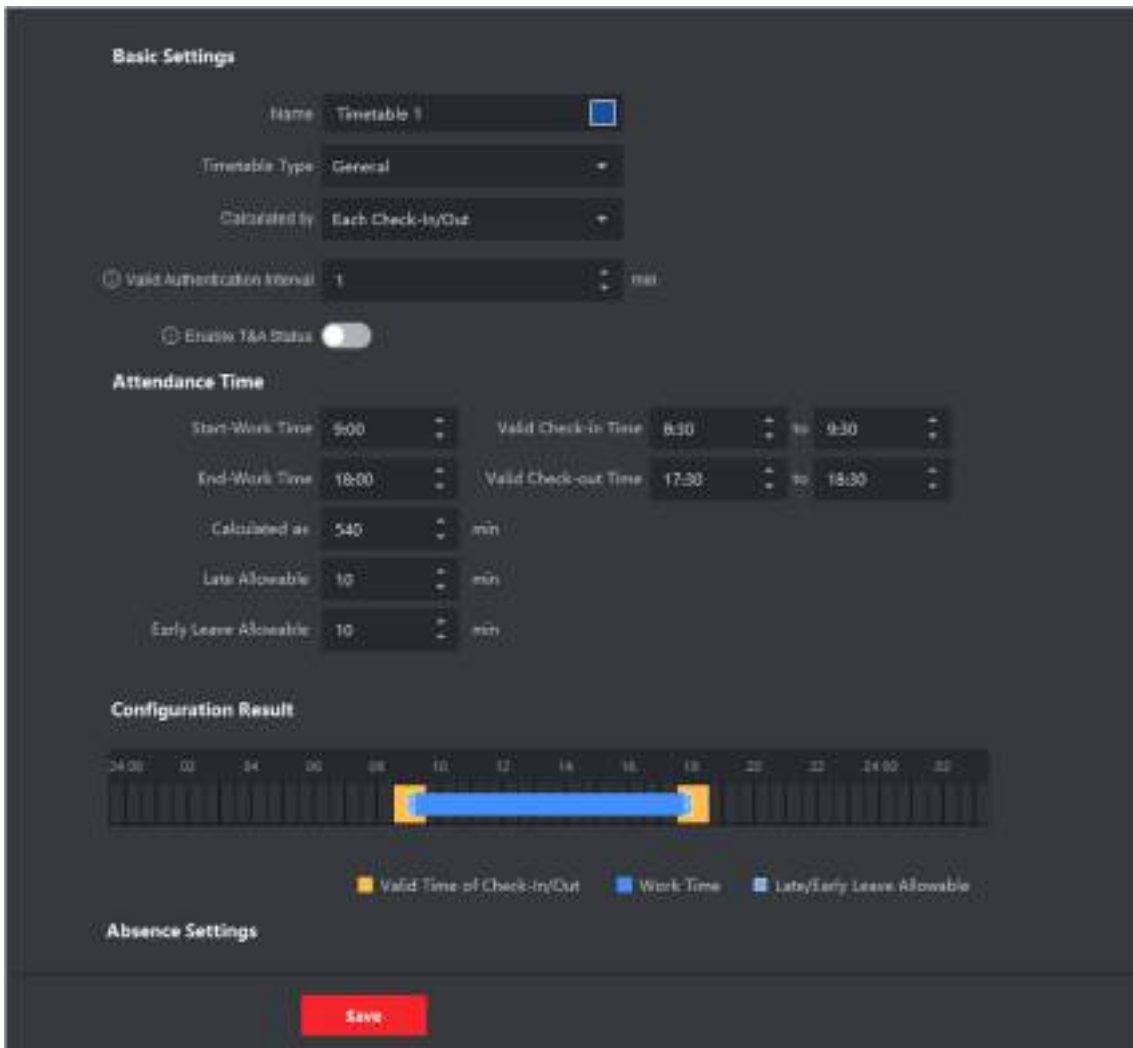 Basic Settings
Name Timetable 1
Timetable Type General
Calculated by Each Check-In/Out
Valid Authentication Interval 1 min
Enable T&A Status
Attendance Time
Start-Work Time 9:00 Valid Check-in Time 8:30 to 9:30
End-Work Time 18:00 Valid Check-out Time 17:30 to 18:30
Calculated as 540 min
Late Allowable 10 min
Early Leave Allowable 10 min
Configuration Result
24:00 02 04 06 08 10 12 14 16 18 20 22 24:00 02
Valid Time of Check-In/Out Work Time Late/Early Leave Allowable
Absence Settings
Save